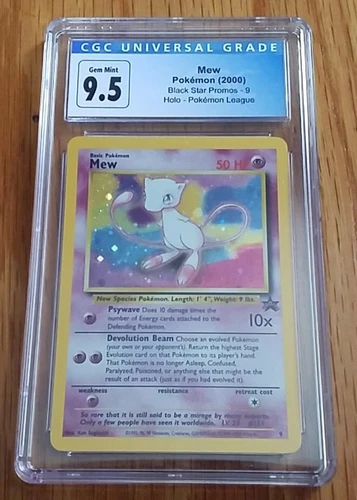 CGC UNIVERSAL GRADE
Gem Mint
9.5
Mew
Pokémon (2000)
Black Star Promos - 9
Holo - Pokémon League
Basic Pokémon
Mew
50 HP
New Species Pokémon. Length: 1' 4", Weight: 9 lbs.
Psywave Does 10 damage times the
number of Energy cards attached to the
Defending Pokémon.
10x
Devolution Beam Choose an evolved Pokémon
(your own or your opponent's). Return the highest Stage
Evolution card on that Pokémon to its player's hand.
That Pokémon is no longer Asleep, Confused,
Paralyzed, Poisoned, or anything else that might be the
result of an attack (just as if you had evolved it).
weakness
resistance
retreat cost
So rare that it is still said to be a mirage by many experts.
Only a few people have seen it worldwide.
9